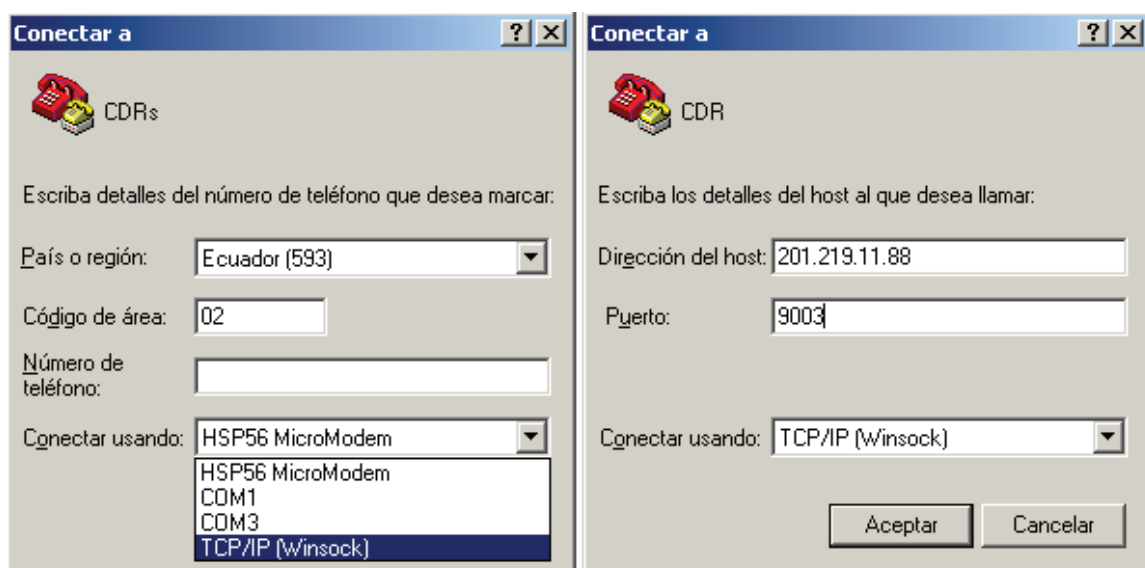 Conectar a
CDRs
Escriba detalles del número de teléfono que desea marcar:
País o región: Ecuador (593)
Código de área: 02
Número de teléfono:
Conectar usando: HSP56 MicroModem
HSP56 MicroModem
COM1
COM3
TCP/IP (Winsock)
Conectar a
CDR
Escriba los detalles del host al que desea llamar:
Dirección del host: 201.219.11.88
Puerto: 9003
Conectar usando: TCP/IP (Winsock)
Aceptar Cancelar